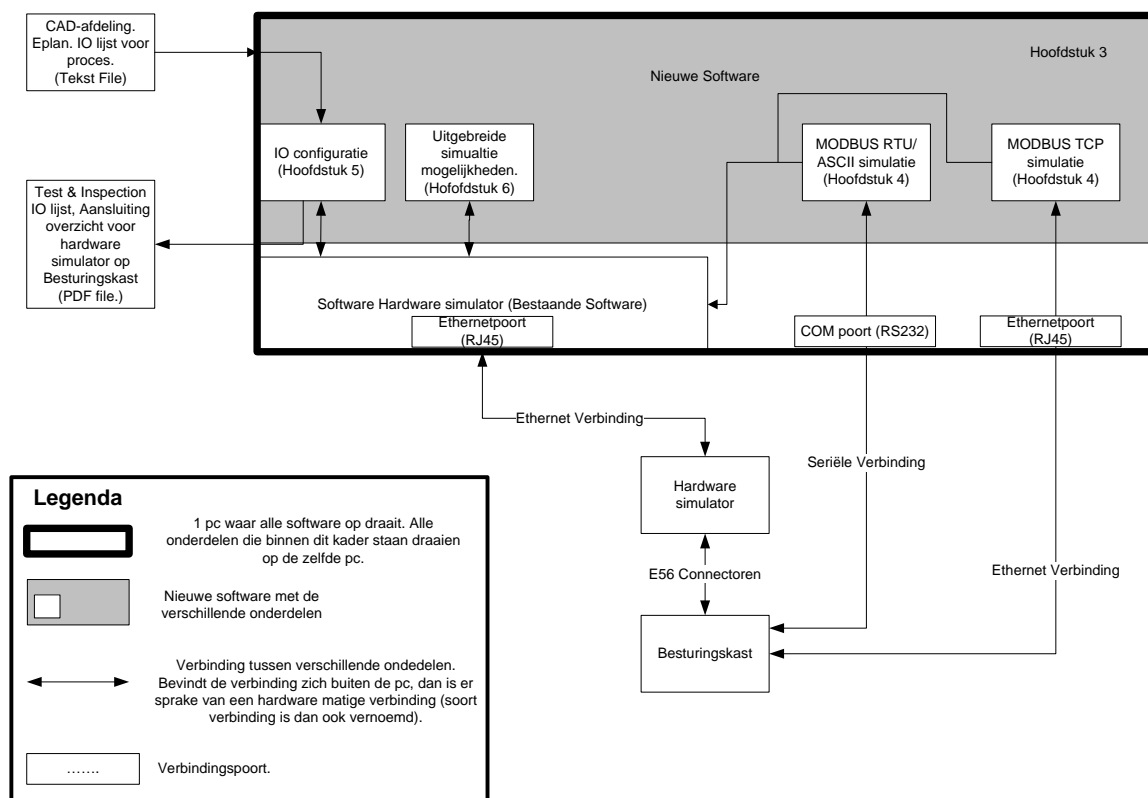 CAD-afdeling.
Eplan. IO lijst voor
proces.
(Tekst File)
Hoofdstuk 3
Nieuwe Software
IO configuratie
(Hoofdstuk 5)
Uitgebreide
simualtie
mogelijkheden.
(Hofofdstuk 6)
MODBUS RTU/
ASCII simulatie
(Hoofdstuk 4)
MODBUS TCP
simulatie
(Hoofdstuk 4)
Test & Inspection
IO lijst, Aansluiting
overzicht voor
hardware
simulator op
Besturingskast
(PDF file.)
Software Hardware simulator (Bestaande Software)
Ethernetpoort
(RJ45)
COM poort (RS232)
Ethernetpoort
(RJ45)
Ethernet Verbinding
Seriële Verbinding
Hardware
simulator
E56 Connectoren
Ethernet Verbinding
Besturingskast
Legenda
1 pc waar alle software op draait. Alle
onderdelen die binnen dit kader staan draaien
op de zelfde pc.
Nieuwe software met de
verschillende onderdelen
Verbinding tussen verschillende ondedelen.
Bevindt de verbinding zich buiten de pc, dan is er
sprake van een hardware matige verbinding (soort
verbinding is dan ook vernoemd).
…….
Verbindingspoort.